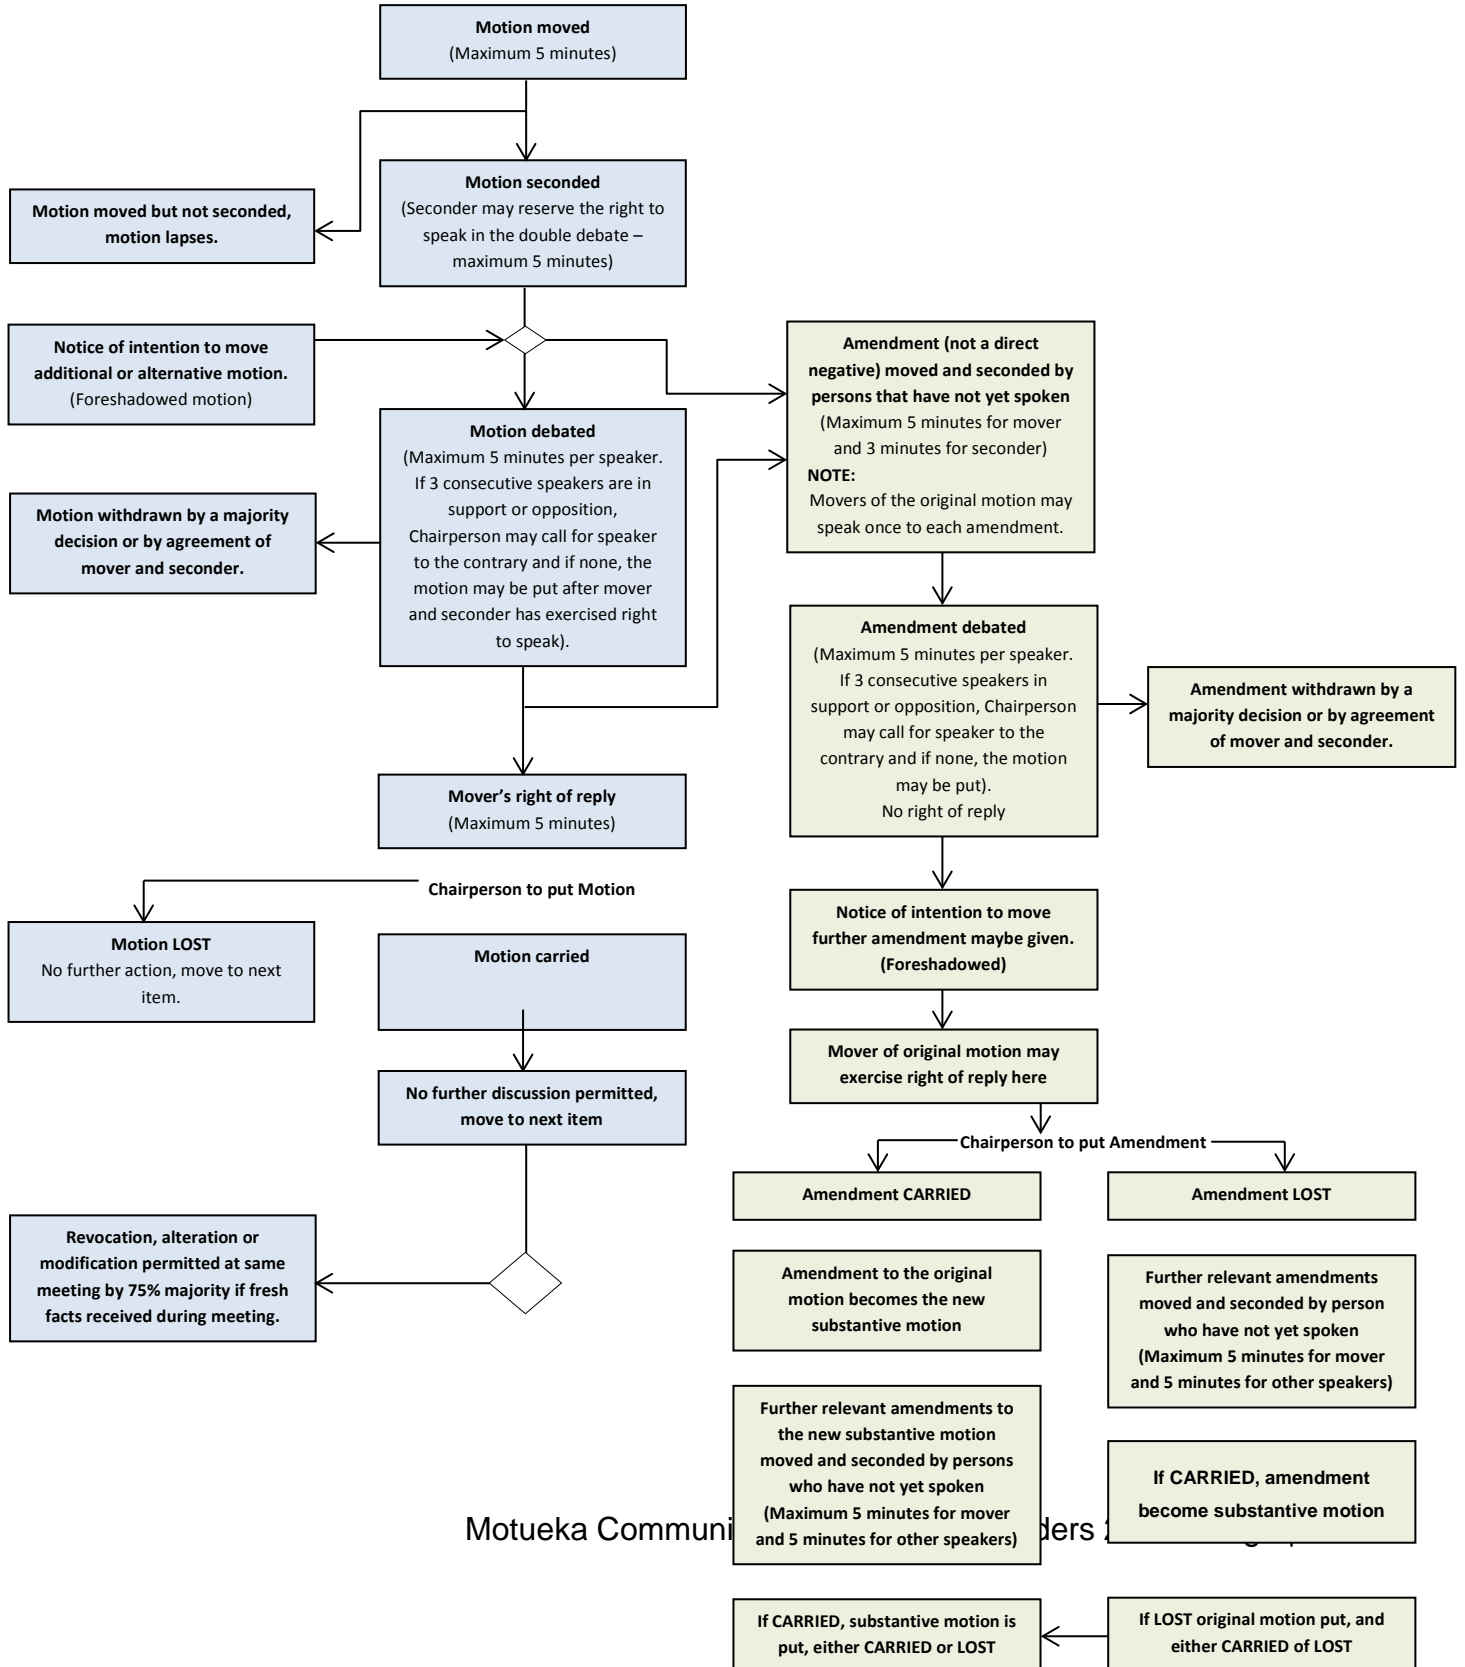 Motion moved
(Maximum 5 minutes)
Motion seconded
(Seconder may reserve the right to
speak in the double debate –
maximum 5 minutes)
Motion moved but not seconded,
motion lapses.
Notice of intention to move
additional or alternative motion.
(Foreshadowed motion)
Motion debated
(Maximum 5 minutes per speaker.
If 3 consecutive speakers are in
support or opposition,
Chairperson may call for speaker
to the contrary and if none, the
motion may be put after mover
and seconder has exercised right
to speak).
Motion withdrawn by a majority
decision or by agreement of
mover and seconder.
Mover’s right of reply
(Maximum 5 minutes)
Chairperson to put Motion
Motion LOST
No further action, move to next
item.
Motion carried
No further discussion permitted,
move to next item
Revocation, alteration or
modification permitted at same
meeting by 75% majority if fresh
facts received during meeting.
Amendment (not a direct
negative) moved and seconded by
persons that have not yet spoken
(Maximum 5 minutes for mover
and 3 minutes for seconder)
NOTE:
Movers of the original motion may
speak once to each amendment.
Amendment debated
(Maximum 5 minutes per speaker.
If 3 consecutive speakers in
support or opposition, Chairperson
may call for speaker to the
contrary and if none, the motion
may be put).
No right of reply
Amendment withdrawn by a
majority decision or by agreement
of mover and seconder.
Notice of intention to move
further amendment maybe given.
(Foreshadowed)
Mover of original motion may
exercise right of reply here
Chairperson to put Amendment
Amendment CARRIED
Amendment LOST
Amendment to the original
motion becomes the new
substantive motion
Further relevant amendments
moved and seconded by person
who have not yet spoken
(Maximum 5 minutes for mover
and 5 minutes for other speakers)
Further relevant amendments to
the new substantive motion
moved and seconded by persons
who have not yet spoken
(Maximum 5 minutes for mover
and 5 minutes for other speakers)
If CARRIED, amendment
become substantive motion
Motueka Communi ders
If CARRIED, substantive motion is
put, either CARRIED or LOST
If LOST original motion put, and
either CARRIED of LOST